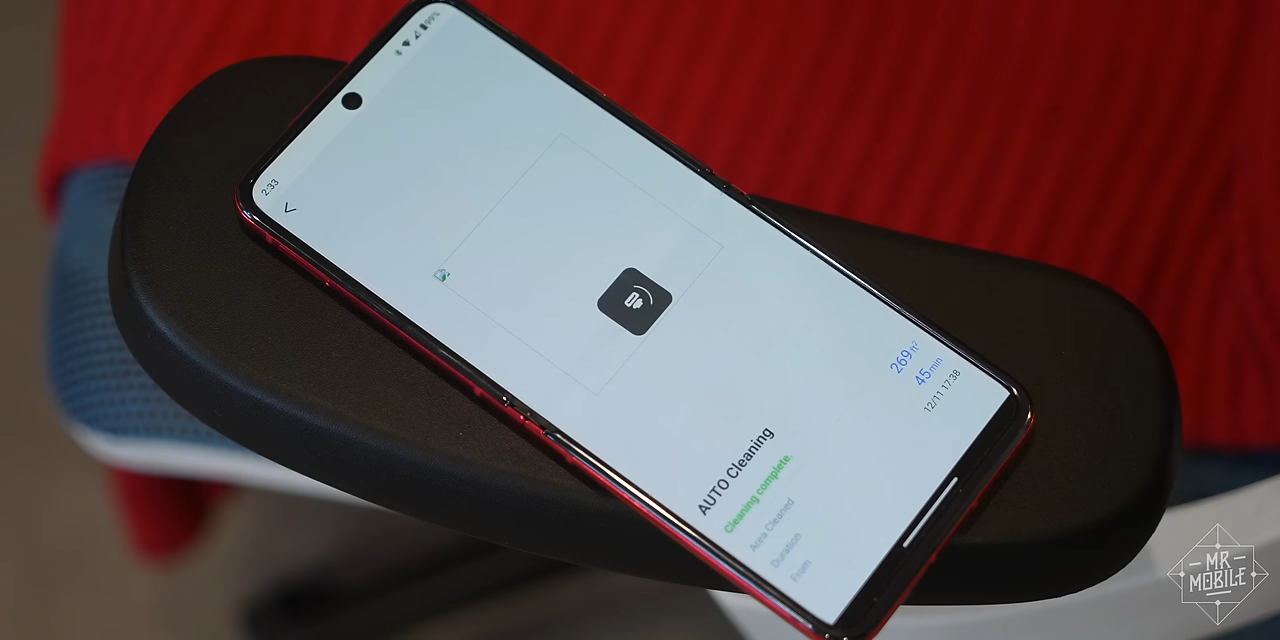 2:33
99%
AUTO Cleaning
Cleaning complete.
Area Cleaned
269 ft²
Duration
45 min
From
12/11 17:38
MR
MOBILE